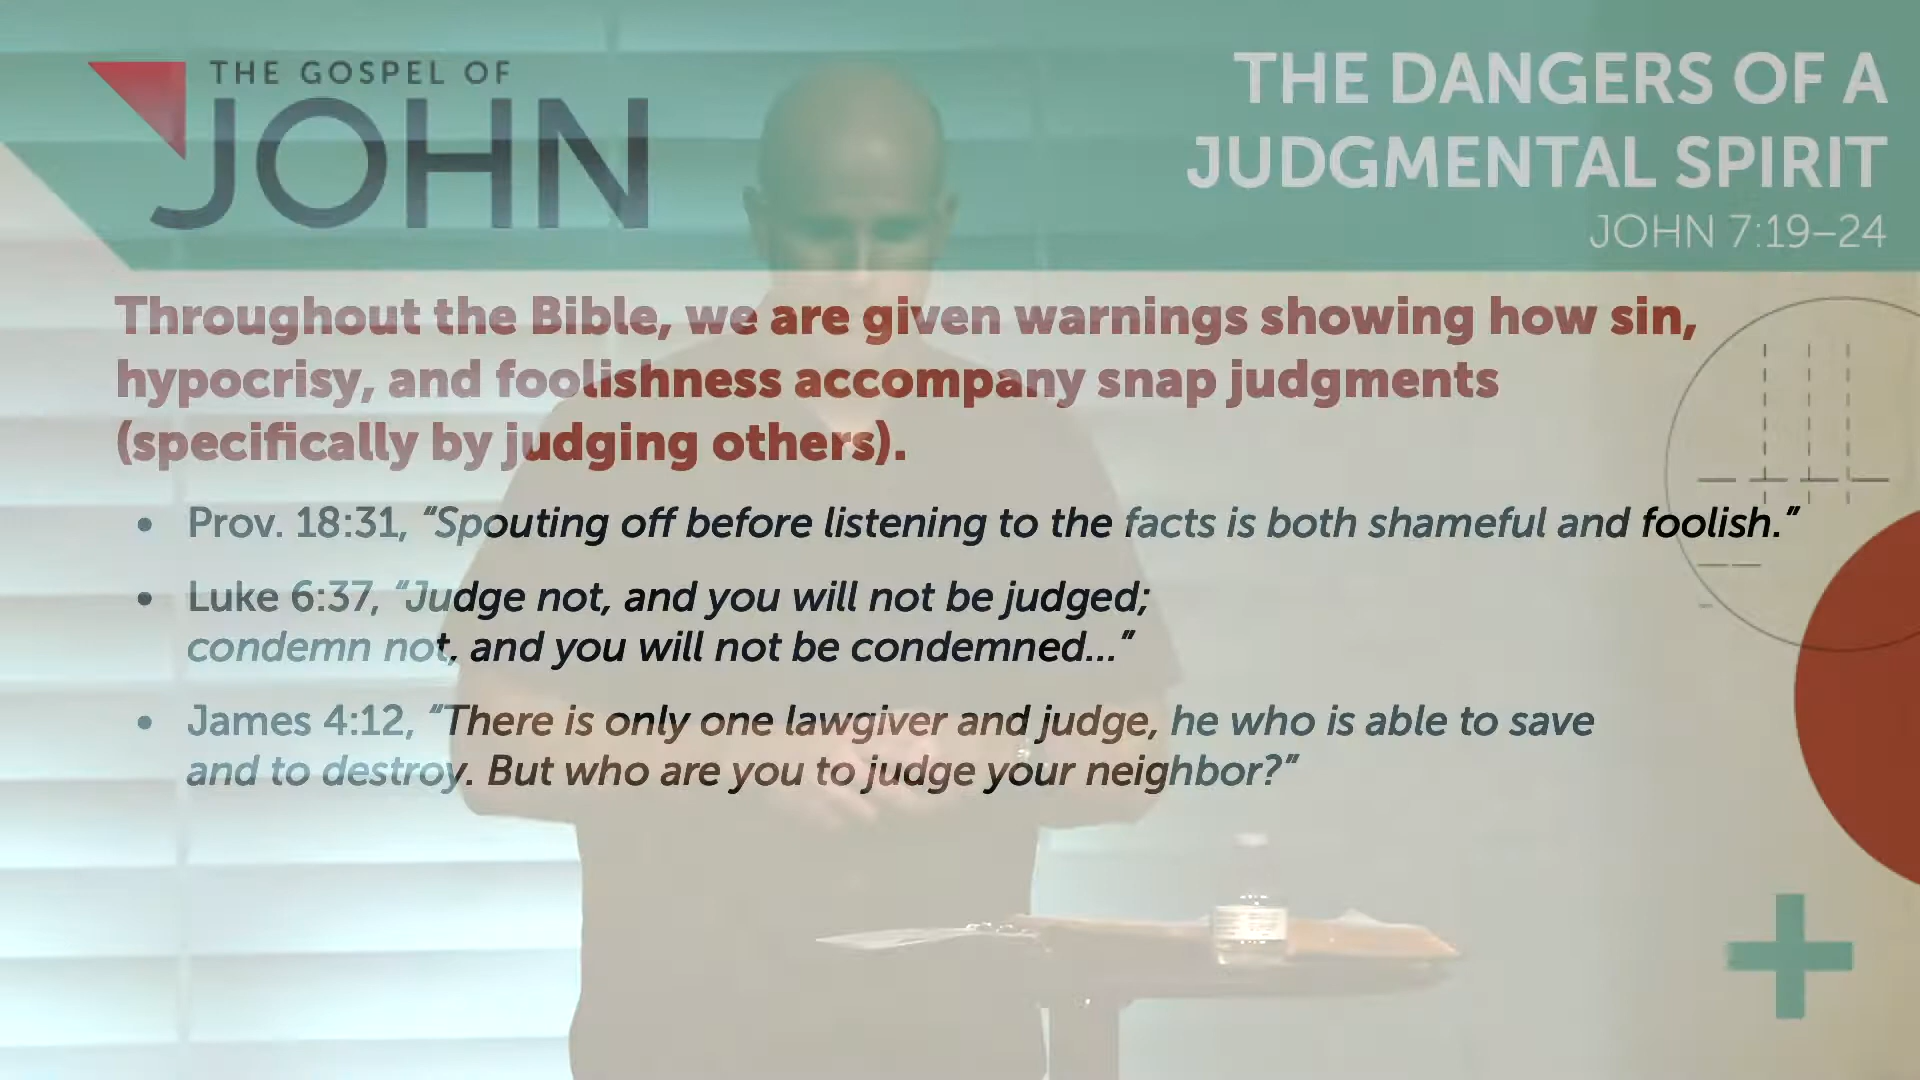 THE GOSPEL OF
JOHN
THE DANGERS OF A
JUDGMENTAL SPIRIT
JOHN 7:19–24
Throughout the Bible, we are given warnings showing how sin,
hypocrisy, and foolishness accompany snap judgments
(specifically by judging others).
• Prov. 18:31, “Spouting off before listening to the facts is both shameful and foolish.”
• Luke 6:37, “Judge not, and you will not be judged;
condemn not, and you will not be condemned...”
• James 4:12, “There is only one lawgiver and judge, he who is able to save
and to destroy. But who are you to judge your neighbor?”